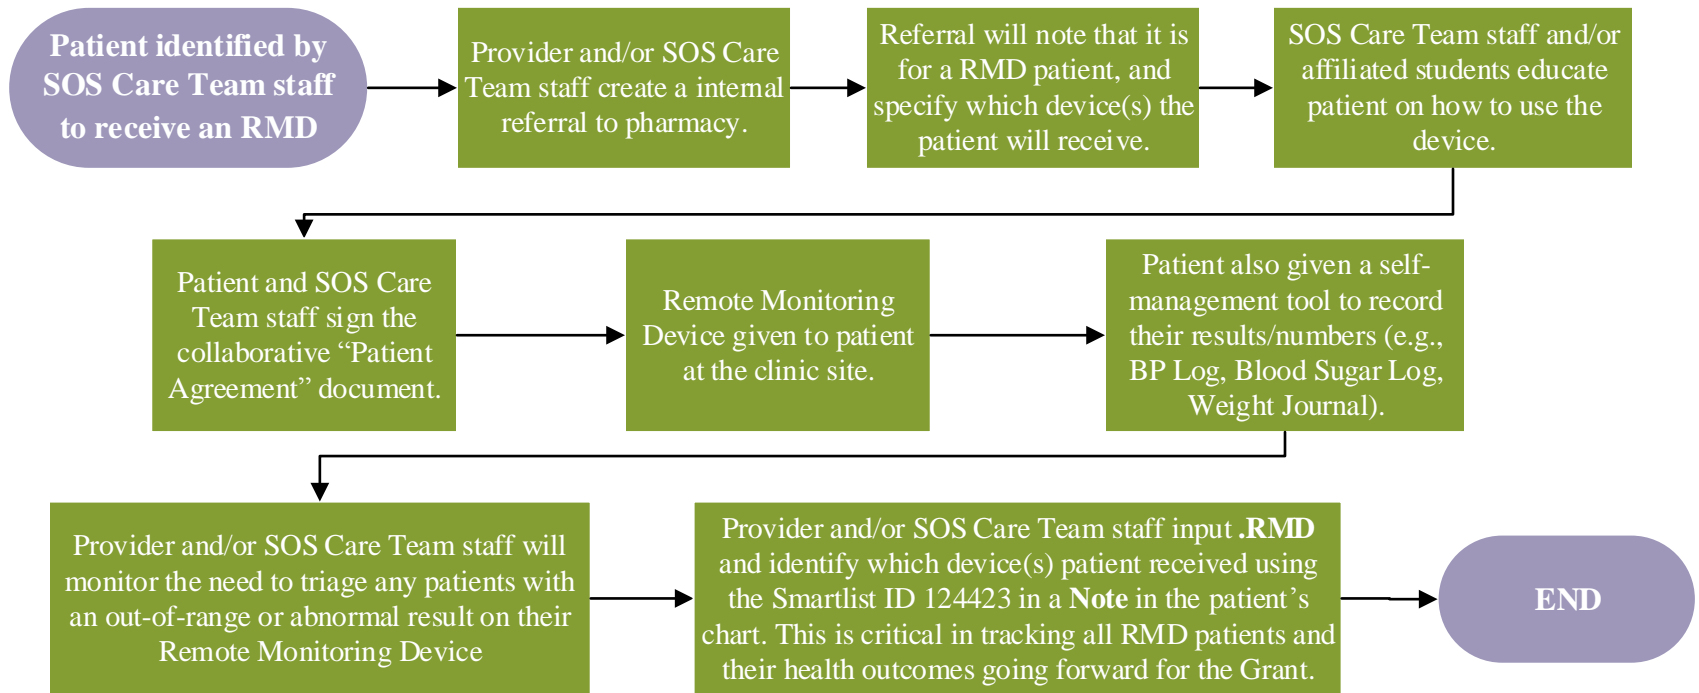 Patient identified by
SOS Care Team staff
to receive an RMD
Provider and/or SOS Care
Team staff create a internal
referral to pharmacy.
Referral will note that it is
for a RMD patient, and
specify which device(s) the
patient will receive.
SOS Care Team staff and/or
affiliated students educate
patient on how to use the
device.
Patient and SOS Care
Team staff sign the
collaborative “Patient
Agreement” document.
Remote Monitoring
Device given to patient
at the clinic site.
Patient also given a self-
management tool to record
their results/numbers (e.g.,
BP Log, Blood Sugar Log,
Weight Journal).
Provider and/or SOS Care Team staff will
monitor the need to triage any patients with
an out-of-range or abnormal result on their
Remote Monitoring Device
Provider and/or SOS Care Team staff input .RMD
and identify which device(s) patient received using
the Smartlist ID 124423 in a Note in the patient’s
chart. This is critical in tracking all RMD patients and
their health outcomes going forward for the Grant.
END